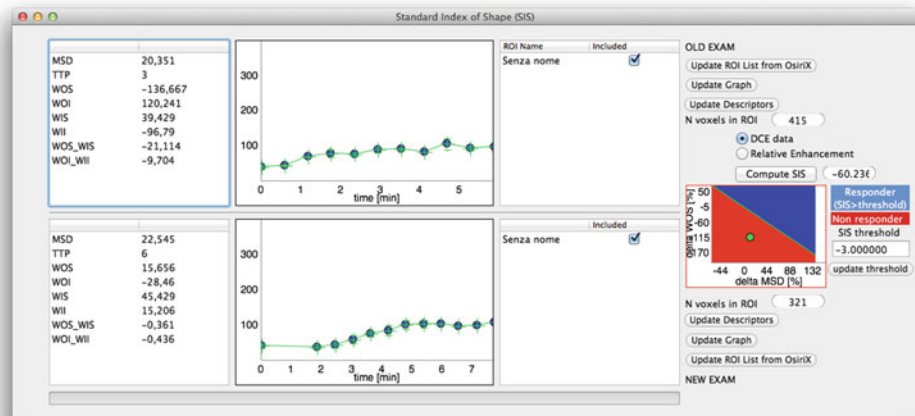 Standard Index of Shape (SIS)
MSD 20,351
TTP 3
WOS -136,667
WOI 120,241
WIS 39,429
WII -96,79
WOS_WIS -21,114
WOI_WII -9,704
300
200
100
0 1 2 3 4 5
time [min]
ROI Name Included
Senza nome
OLD EXAM
Update ROI List from OsiriX
Update Graph
Update Descriptors
N voxels in ROI 415
DCE data
Relative Enhancement
Compute SIS -60.236
delta WOS [%]
50
-5
-60
-115
-170
-44 0 44 88 132
delta MSD [%]
Responder
(SIS>threshold)
Non responder
SIS threshold
-3.000000
update threshold
MSD 22,545
TTP 6
WOS 15,656
WOI -28,46
WIS 45,429
WII 15,206
WOS_WIS -0,361
WOI_WII -0,436
300
200
100
0 1 2 3 4 5 6 7
time [min]
Included
Senza nome
N voxels in ROI 321
Update Descriptors
Update Graph
Update ROI List from OsiriX
NEW EXAM